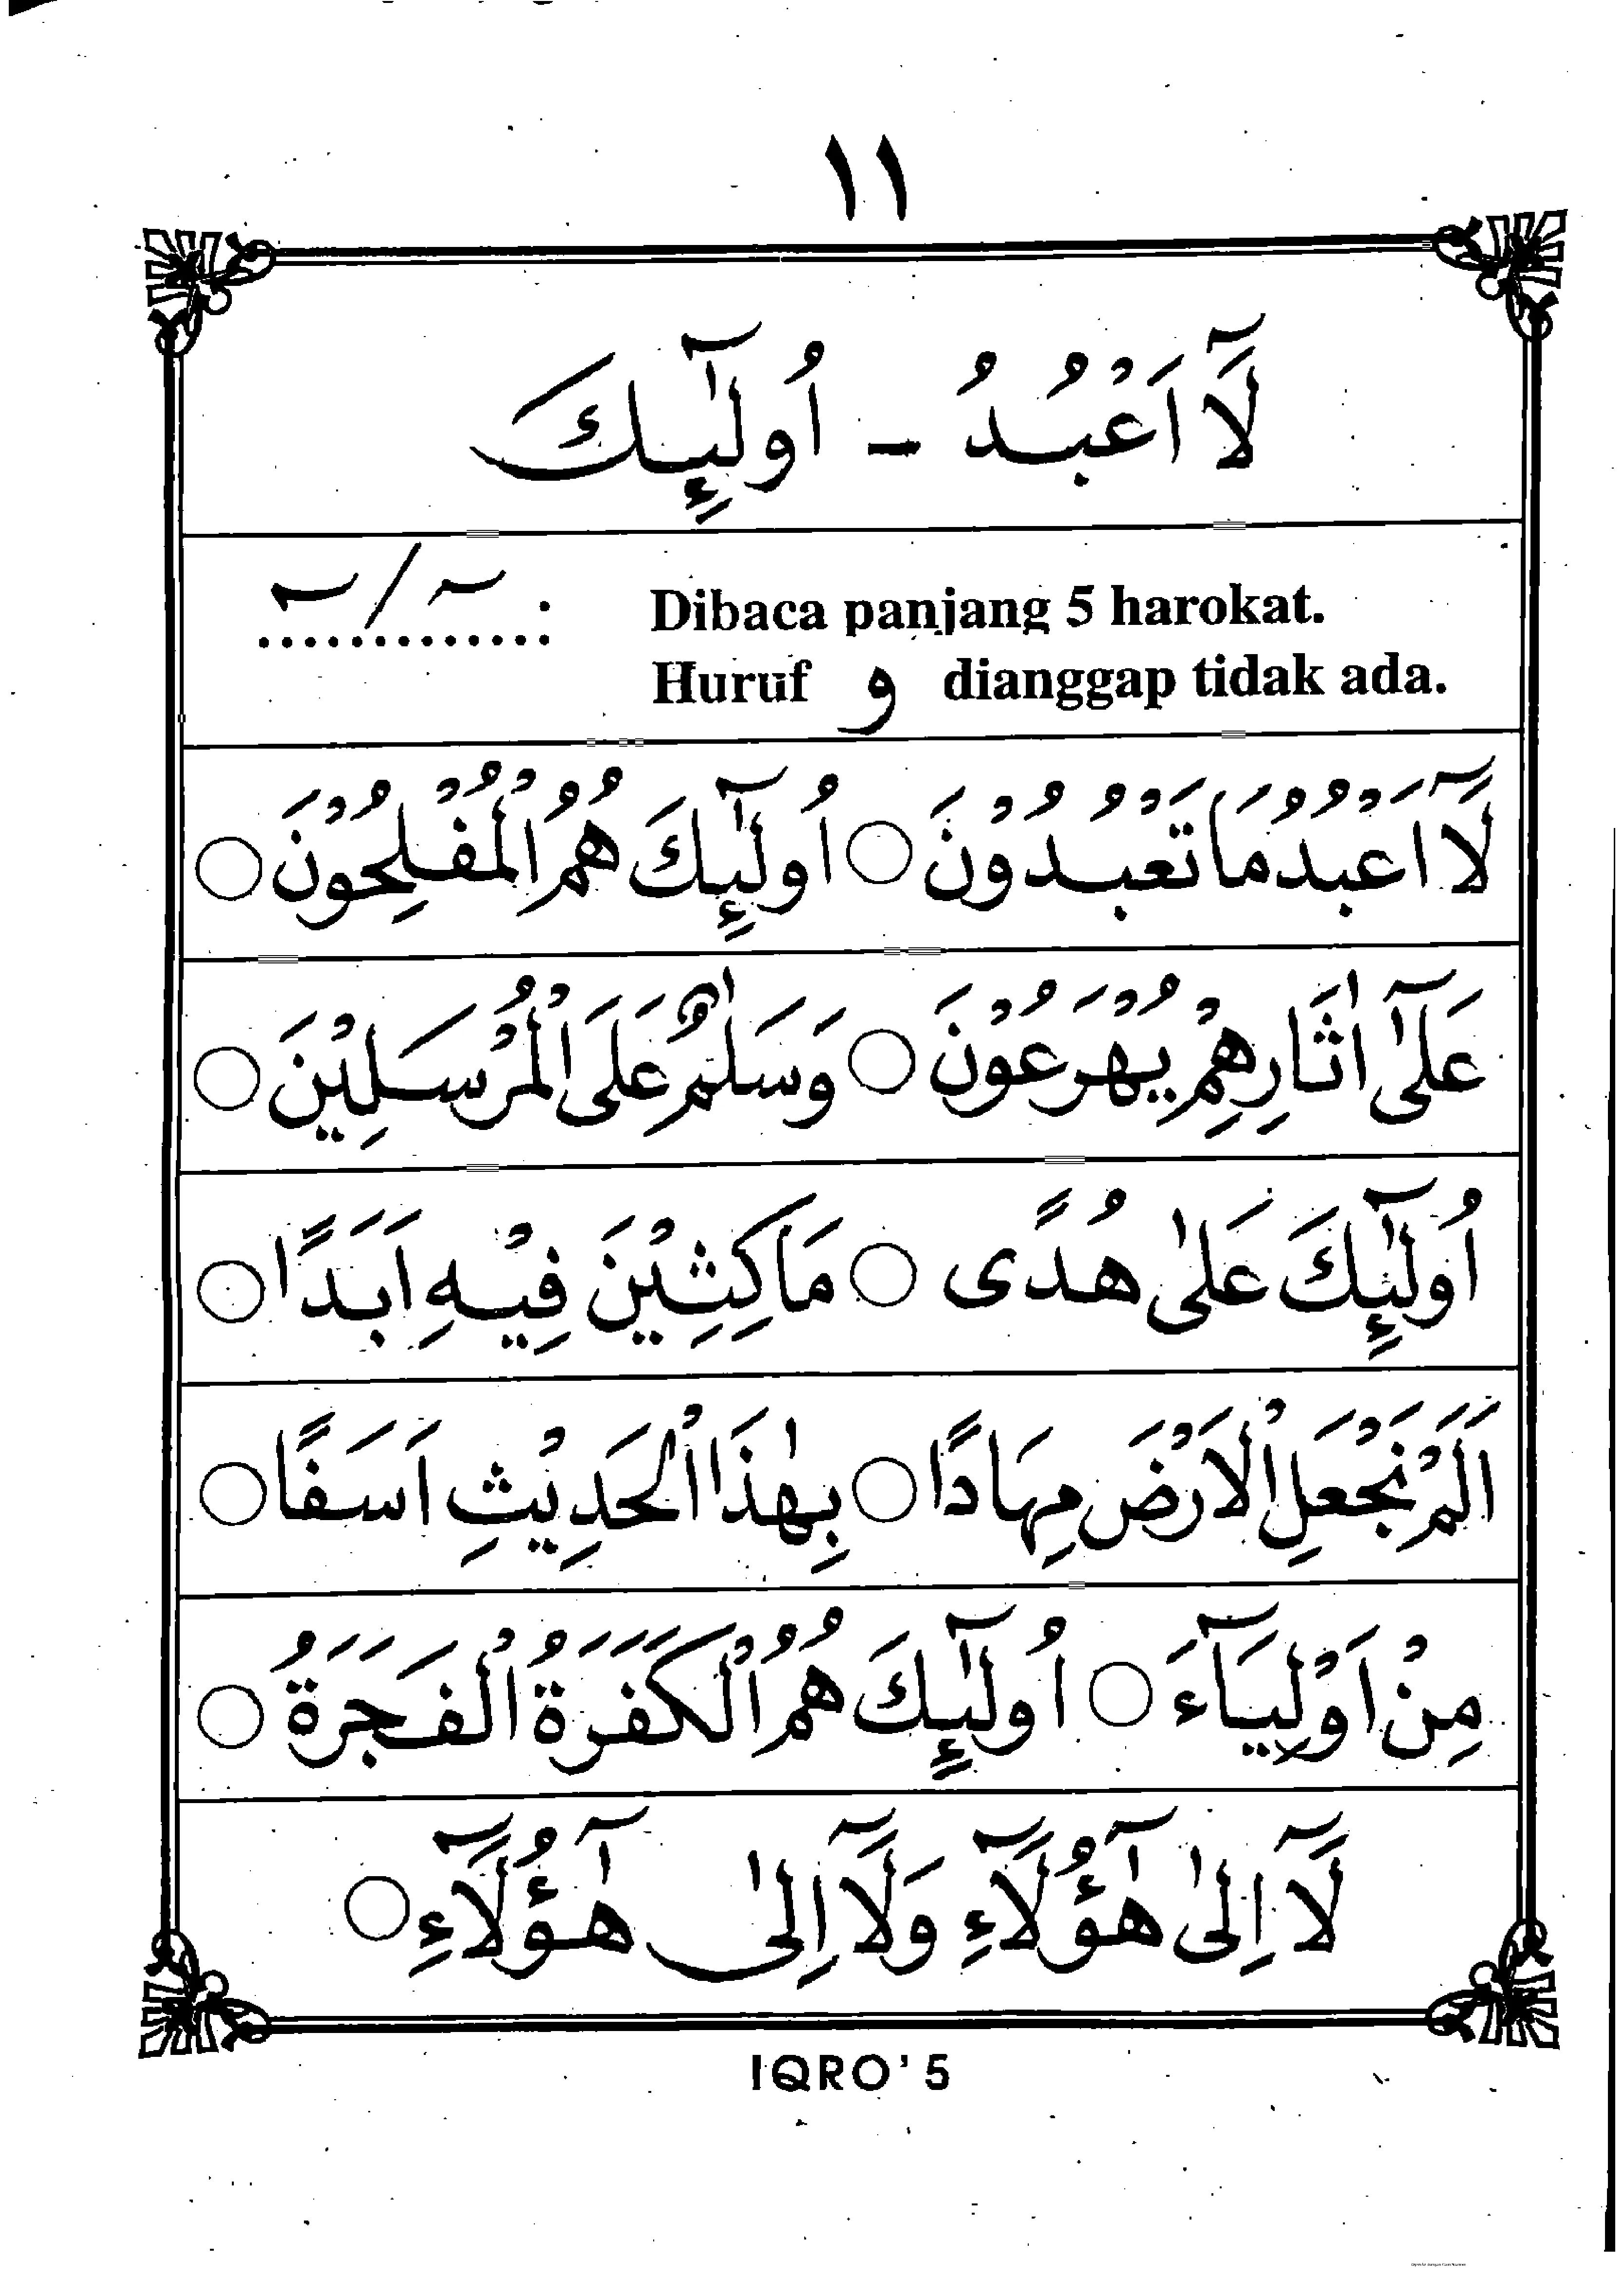 ١١
لَآ اَعْبُدُ - اُولٰٓئِكَ
ـٓ / ـٓ : Dibaca panjang 5 harokat.
Huruf و dianggap tidak ada.
لَآ اَعْبُدُ مَا تَعْبُدُوْنَ ○ اُولٰٓئِكَ هُمُ الْمُفْلِحُوْنَ ○
عَلٰٓى اٰثَارِهِمْ يُهْرَعُوْنَ ○ وَسَلٰمٌ عَلَى الْمُرْسَلِيْنَ ○
اُولٰٓئِكَ عَلٰى هُدًى ○ مَاكِثِيْنَ فِيْهِ اَبَدًا ○
اَلَمْ نَجْعَلِ الْاَرْضَ مِهَادًا ○ بِهٰذَا الْحَدِيْثِ اَسَفًا ○
مِنْ اَوْلِيَآءَ ○ اُولٰٓئِكَ هُمُ الْكَفَرَةُ الْفَجَرَةُ ○
لَآ اِلٰى هٰٓؤُلَآءِ وَلَآ اِلٰى هٰٓؤُلَآءِ ○
IQRO' 5